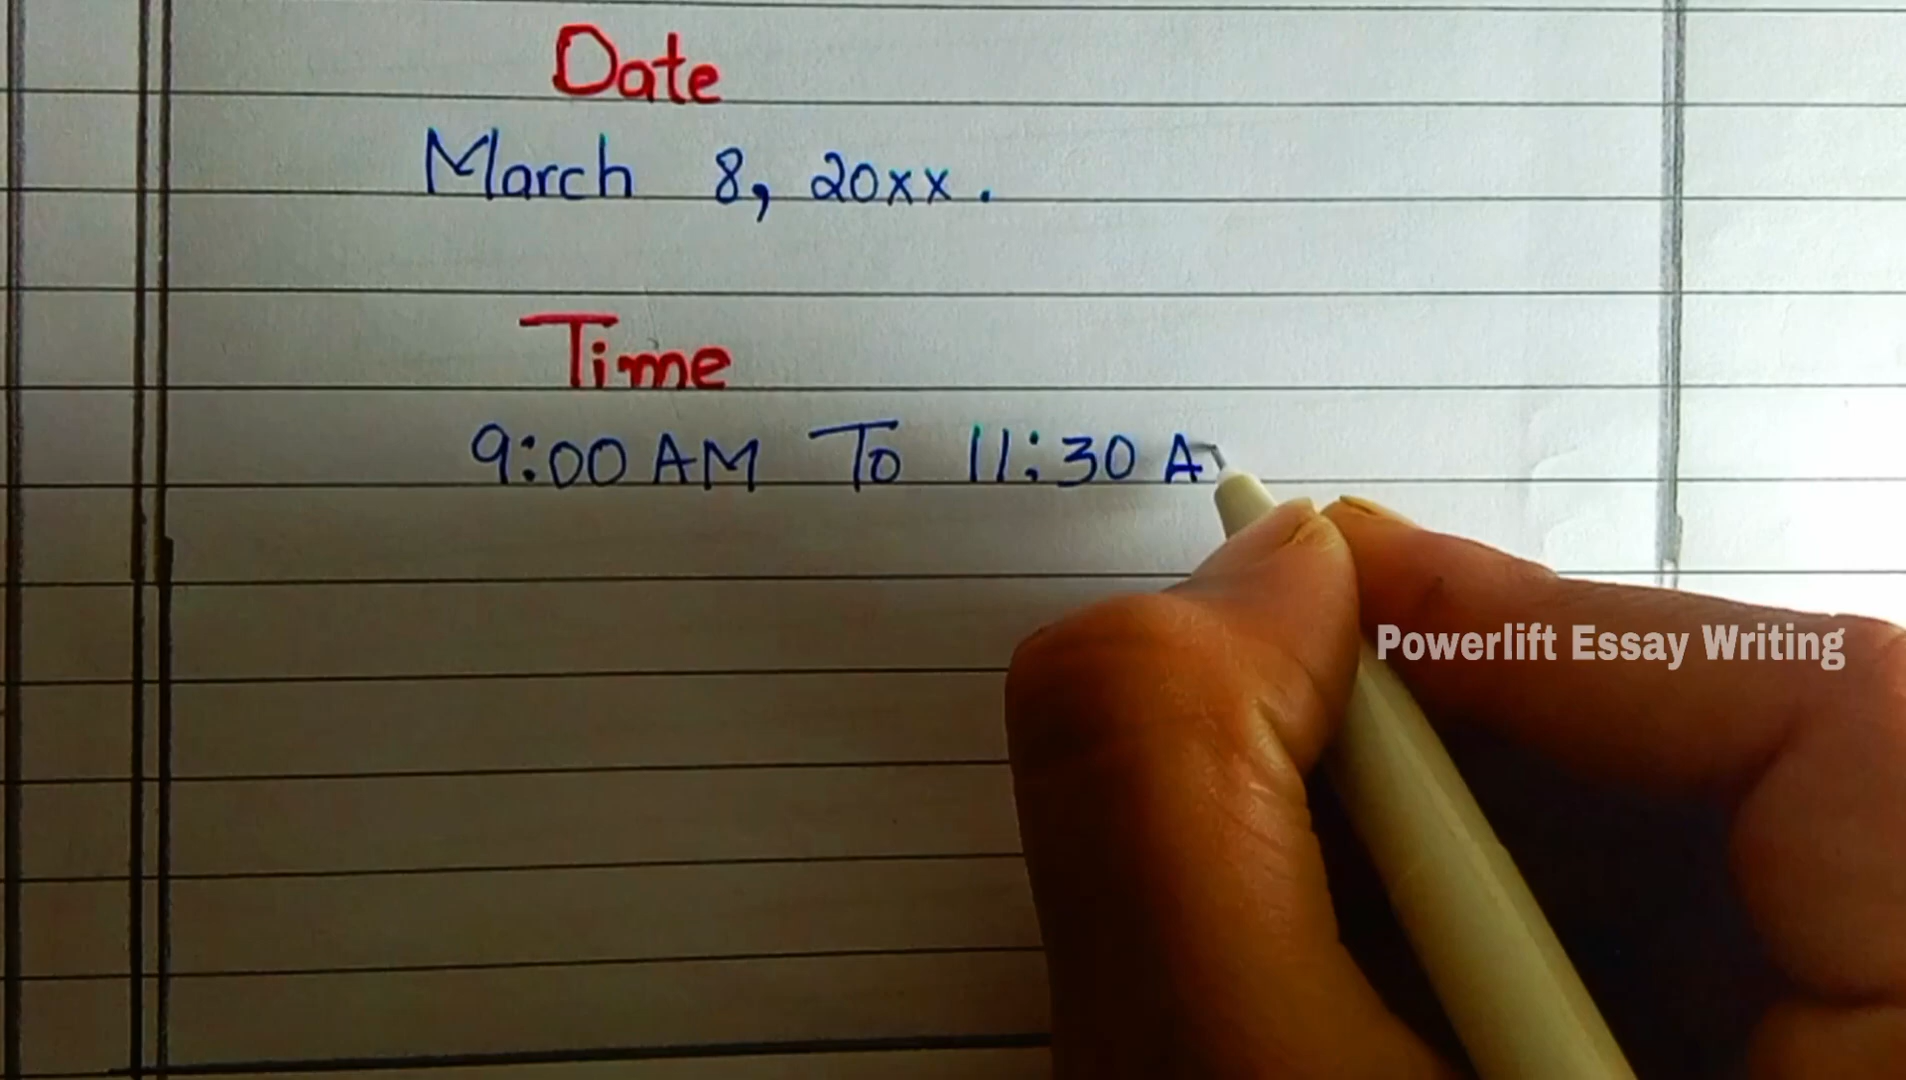 Date
March 8, 20xx.
Time
9:00 AM To 11:30 A
Powerlift Essay Writing